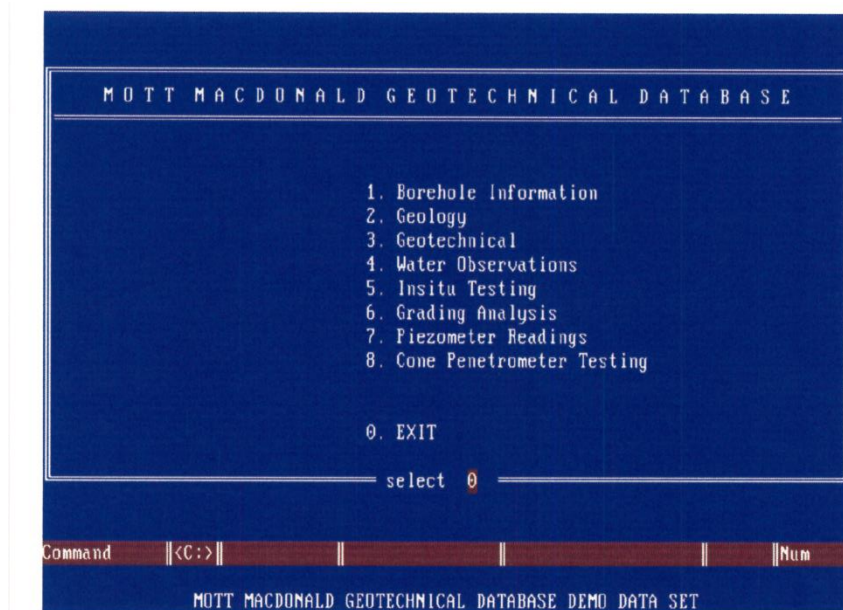 MOTT MACDONALD GEOTECHNICAL DATABASE
1. Borehole Information
2. Geology
3. Geotechnical
4. Water Observations
5. Insitu Testing
6. Grading Analysis
7. Piezometer Readings
8. Cone Penetrometer Testing
0. EXIT
select 0
Command <C:> Num
MOTT MACDONALD GEOTECHNICAL DATABASE DEMO DATA SET